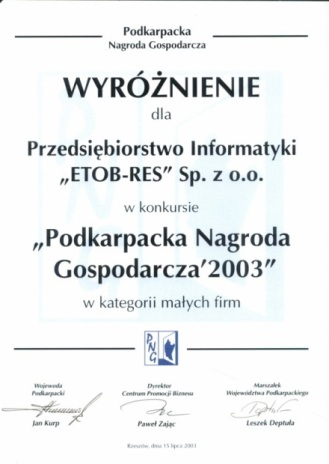 Podkarpacka
Nagroda Gospodarcza
WYRÓŻNIENIE
dla
Przedsiębiorstwo Informatyki
„ETOB-RES” Sp. z o.o.
w konkursie
„Podkarpacka Nagroda
Gospodarcza’2003”
w kategorii małych firm
PNG
Wojewoda
Podkarpacki
Jan Kurp
Dyrektor
Centrum Promocji Biznesu
Paweł Zając
Marszałek
Województwa Podkarpackiego
Leszek Deptuła
Rzeszów, dnia 15 lipca 2003